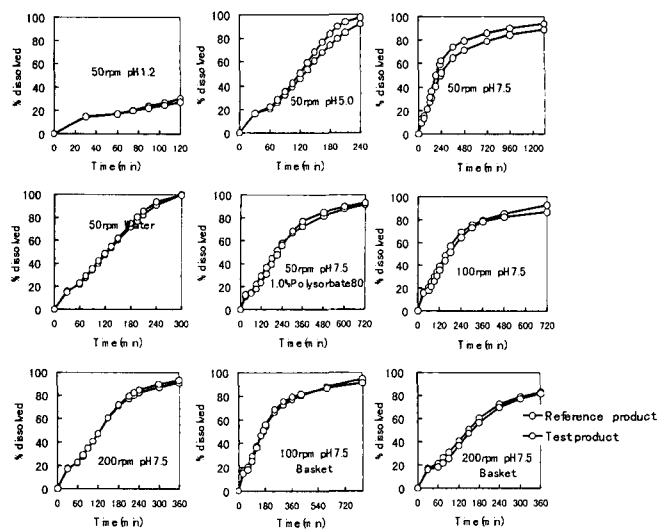 % dissolved
100
80
60
40
20
0
50rpm pH1.2
0 20 40 60 80 100 120
Time(min)
% dissolved
100
80
60
40
20
0
50rpm pH5.0
0 60 120 180 240 300
Time(min)
% dissolved
100
80
60
40
20
0
50rpm pH7.5
0 240 480 720 960 1200
Time(min)
% dissolved
100
80
60
40
20
0
50rpm Water
0 60 120 180 240 300
Time(min)
% dissolved
100
80
60
40
20
0
50rpm pH7.5
1.0%Polysorbate80
0 120 240 360 480 600 720
Time(min)
% dissolved
100
80
60
40
20
0
100rpm pH7.5
0 120 240 360 480 600 720
Time(min)
% dissolved
100
80
60
40
20
0
200rpm pH7.5
0 60 120 180 240 300 360
Time(min)
% dissolved
100
80
60
40
20
0
100rpm pH7.5
Basket
0 180 360 540 720
Time(min)
% dissolved
100
80
60
40
20
0
200rpm pH7.5
Basket
0 60 120 180 240 300 360
Time(min)
Reference product
Test product